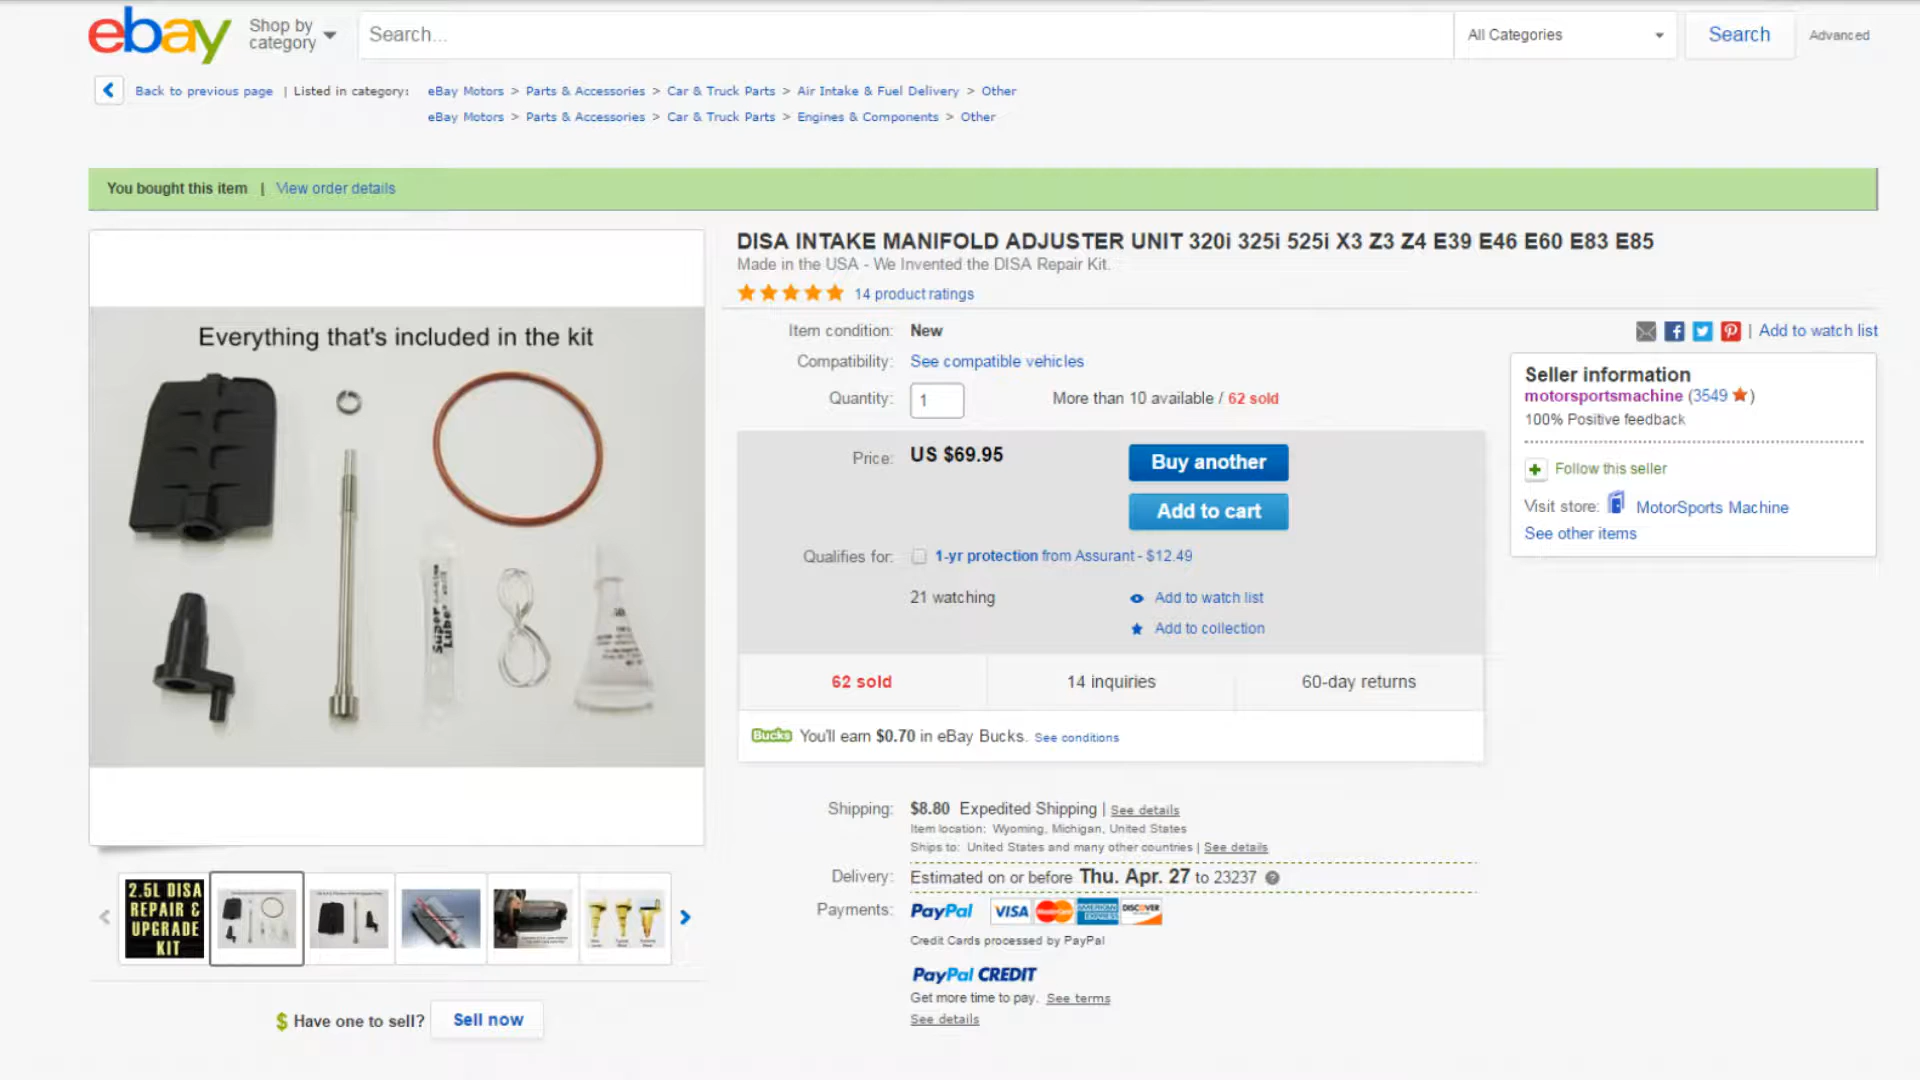 ebay
Shop by category
Search...
All Categories
Search
Advanced
Back to previous page | Listed in category:
eBay Motors > Parts & Accessories > Car & Truck Parts > Air Intake & Fuel Delivery > Other
eBay Motors > Parts & Accessories > Car & Truck Parts > Engines & Components > Other
You bought this item | View order details
Everything that's included in the kit
Super Lube
DISA INTAKE MANIFOLD ADJUSTER UNIT 320i 325i 525i X3 Z3 Z4 E39 E46 E60 E83 E85
Made in the USA - We Invented the DISA Repair Kit.
14 product ratings
Item condition: New
Compatibility: See compatible vehicles
Quantity: 1 More than 10 available / 62 sold
Price: US $69.95
Buy another
Add to cart
Qualifies for: 1-yr protection from Assurant - $12.49
21 watching
Add to watch list
Add to collection
62 sold 14 inquiries 60-day returns
Bucks You'll earn $0.70 in eBay Bucks. See conditions
Shipping: $8.80 Expedited Shipping | See details
Item location: Wyoming, Michigan, United States
Ships to: United States and many other countries | See details
Delivery: Estimated on or before Thu. Apr. 27 to 23237
Payments: PayPal VISA MasterCard AMERICAN EXPRESS DISCOVER
Credit Cards processed by PayPal
PayPal CREDIT
Get more time to pay. See terms
See details
| Add to watch list
Seller information
motorsportsmachine (3549)
100% Positive feedback
Follow this seller
Visit store: MotorSports Machine
See other items
2.5L DISA
REPAIR &
UPGRADE
KIT
$ Have one to sell? Sell now